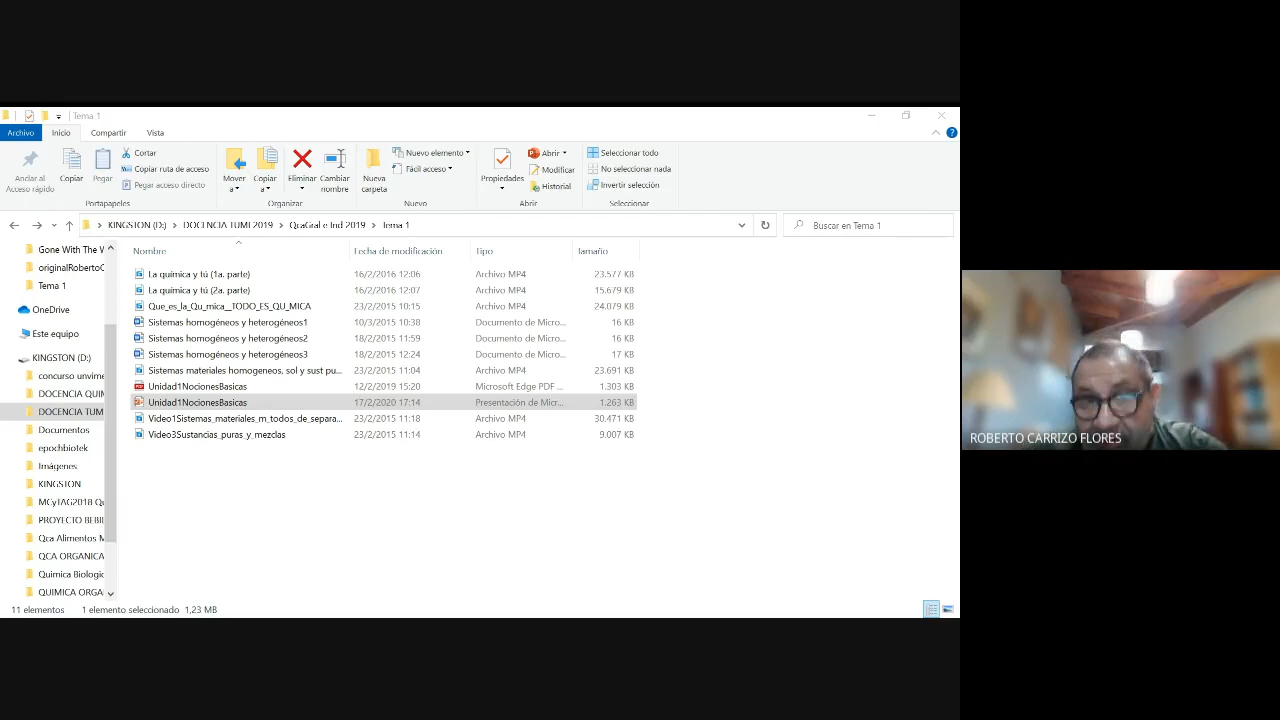 Tema 1
Archivo Inicio Compartir Vista
Anclar al Acceso rápido
Copiar
Pegar
Cortar
Copiar ruta de acceso
Pegar acceso directo
Portapapeles
Mover a
Copiar a
Eliminar
Cambiar nombre
Organizar
Nueva carpeta
Nuevo elemento
Fácil acceso
Nuevo
Propiedades
Abrir
Modificar
Historial
Abrir
Seleccionar todo
No seleccionar nada
Invertir selección
Seleccionar
KINGSTON (D:) > DOCENCIA TUMI 2019 > QcaGral e Ind 2019 > Tema 1
Buscar en Tema 1
Gone With The W
originalRobertoC
Tema 1
OneDrive
Este equipo
KINGSTON (D:)
concurso unvime
DOCENCIA QUIM
DOCENCIA TUM
Documentos
epochbiotek
Imágenes
KINGSTON
MCyTAG2018 Qu
PROYECTO BEBI
Qca Alimentos M
QCA ORGANICA
Quimica Biologic
QUIMICA ORGA
Nombre Fecha de modificación Tipo Tamaño
La química y tú (1a. parte) 16/2/2016 12:06 Archivo MP4 23.577 KB
La química y tú (2a. parte) 16/2/2016 12:07 Archivo MP4 15.679 KB
Que_es_la_Qu_mica__TODO_ES_QU_MICA 23/2/2015 10:15 Archivo MP4 24.079 KB
Sistemas homogéneos y heterogéneos1 10/3/2015 10:38 Documento de Micro... 16 KB
Sistemas homogéneos y heterogéneos2 18/2/2015 11:59 Documento de Micro... 16 KB
Sistemas homogéneos y heterogéneos3 18/2/2015 12:24 Documento de Micro... 17 KB
Sistemas materiales homogeneos, sol y sust pu... 23/2/2015 11:04 Archivo MP4 23.691 KB
Unidad1NocionesBasicas 12/2/2019 15:20 Microsoft Edge PDF ... 1.303 KB
Unidad1NocionesBasicas 17/2/2020 17:14 Presentación de Micr... 1.263 KB
Video1Sistemas_materiales_m_todos_de_separa... 23/2/2015 11:18 Archivo MP4 30.471 KB
Video3Sustancias_puras_y_mezclas 23/2/2015 11:14 Archivo MP4 9.007 KB
11 elementos 1 elemento seleccionado 1,23 MB
ROBERTO CARRIZO FLORES